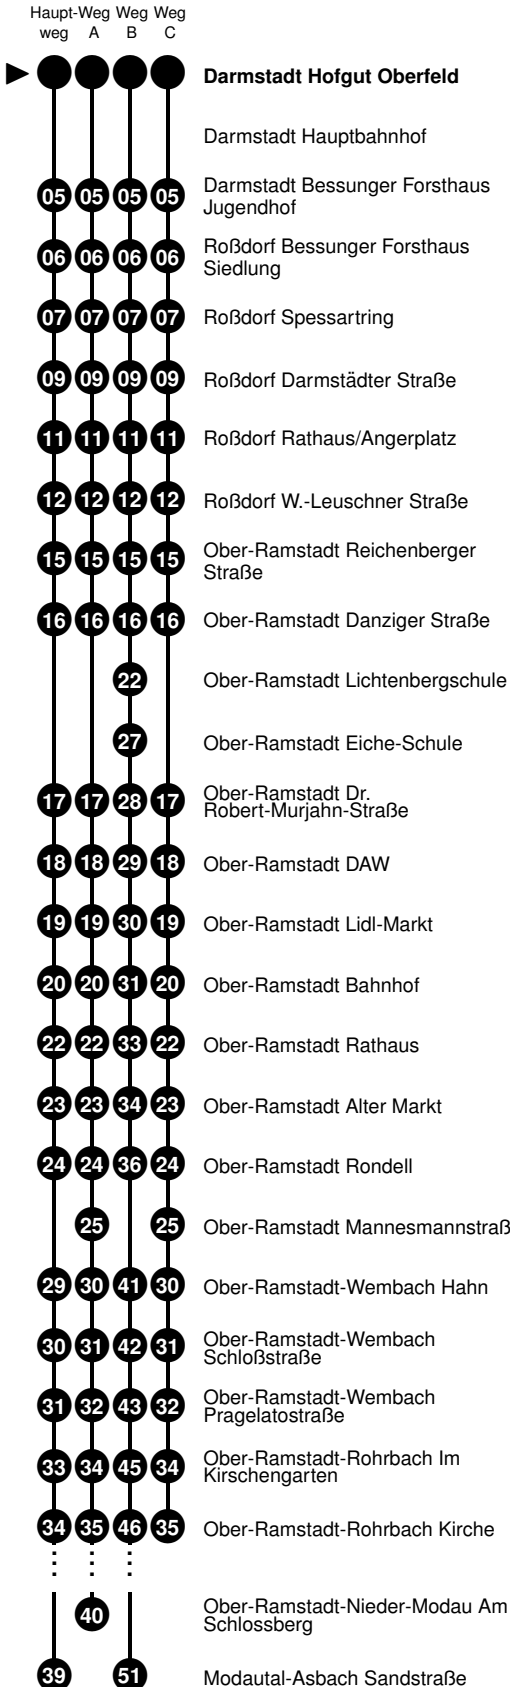 Haupt-Weg Weg Weg
weg A B C
Darmstadt Hofgut Oberfeld
Darmstadt Hauptbahnhof
05 05 05 05 Darmstadt Bessunger Forsthaus
Jugendhof
06 06 06 06 Roßdorf Bessunger Forsthaus
Siedlung
07 07 07 07 Roßdorf Spessartring
09 09 09 09 Roßdorf Darmstädter Straße
11 11 11 11 Roßdorf Rathaus/Angerplatz
12 12 12 12 Roßdorf W.-Leuschner Straße
15 15 15 15 Ober-Ramstadt Reichenberger
Straße
16 16 16 16 Ober-Ramstadt Danziger Straße
22 Ober-Ramstadt Lichtenbergschule
27 Ober-Ramstadt Eiche-Schule
17 17 28 17 Ober-Ramstadt Dr.
Robert-Murjahn-Straße
18 18 29 18 Ober-Ramstadt DAW
19 19 30 19 Ober-Ramstadt Lidl-Markt
20 20 31 20 Ober-Ramstadt Bahnhof
22 22 33 22 Ober-Ramstadt Rathaus
23 23 34 23 Ober-Ramstadt Alter Markt
24 24 36 24 Ober-Ramstadt Rondell
25 25 Ober-Ramstadt Mannesmannstraß
29 30 41 30 Ober-Ramstadt-Wembach Hahn
30 31 42 31 Ober-Ramstadt-Wembach
Schloßstraße
31 32 43 32 Ober-Ramstadt-Wembach
Pragelatostraße
33 34 45 34 Ober-Ramstadt-Rohrbach Im
Kirschengarten
34 35 46 35 Ober-Ramstadt-Rohrbach Kirche
40 Ober-Ramstadt-Nieder-Modau Am
Schlossberg
39 51 Modautal-Asbach Sandstraße